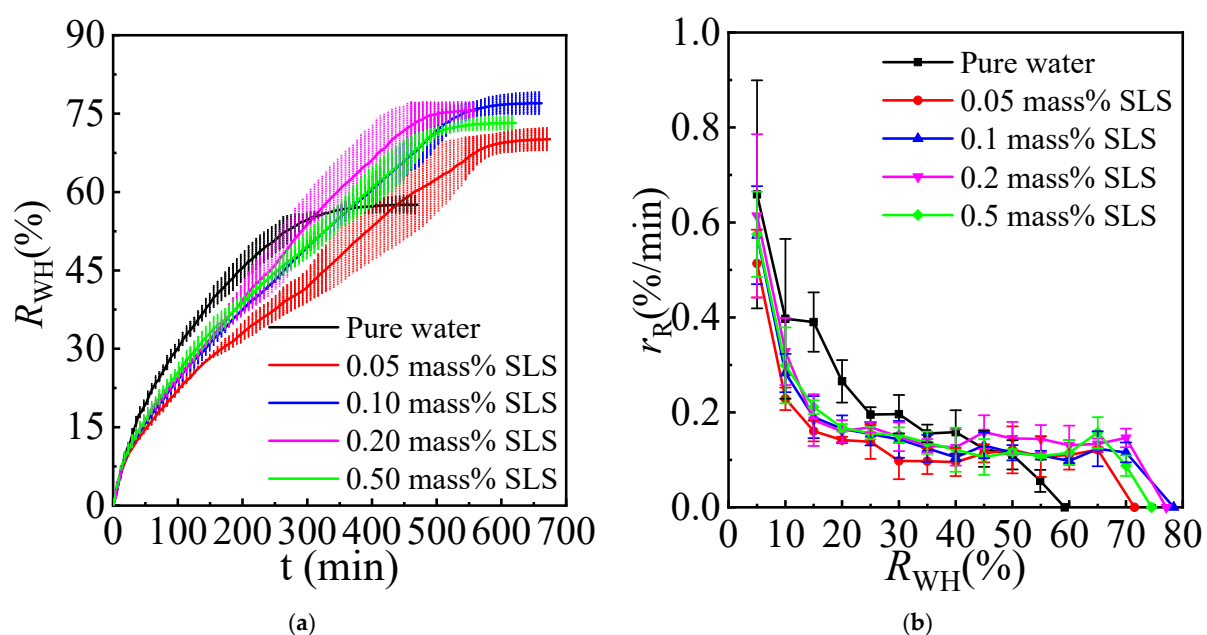 90
75
60
45
30
15
0
R_WH(%)
0 100 200 300 400 500 600 700
t (min)
Pure water
0.05 mass% SLS
0.10 mass% SLS
0.20 mass% SLS
0.50 mass% SLS
(a)
1.0
0.8
0.6
0.4
0.2
0.0
r_R(%/min)
0 10 20 30 40 50 60 70 80
R_WH(%)
Pure water
0.05 mass% SLS
0.1 mass% SLS
0.2 mass% SLS
0.5 mass% SLS
(b)